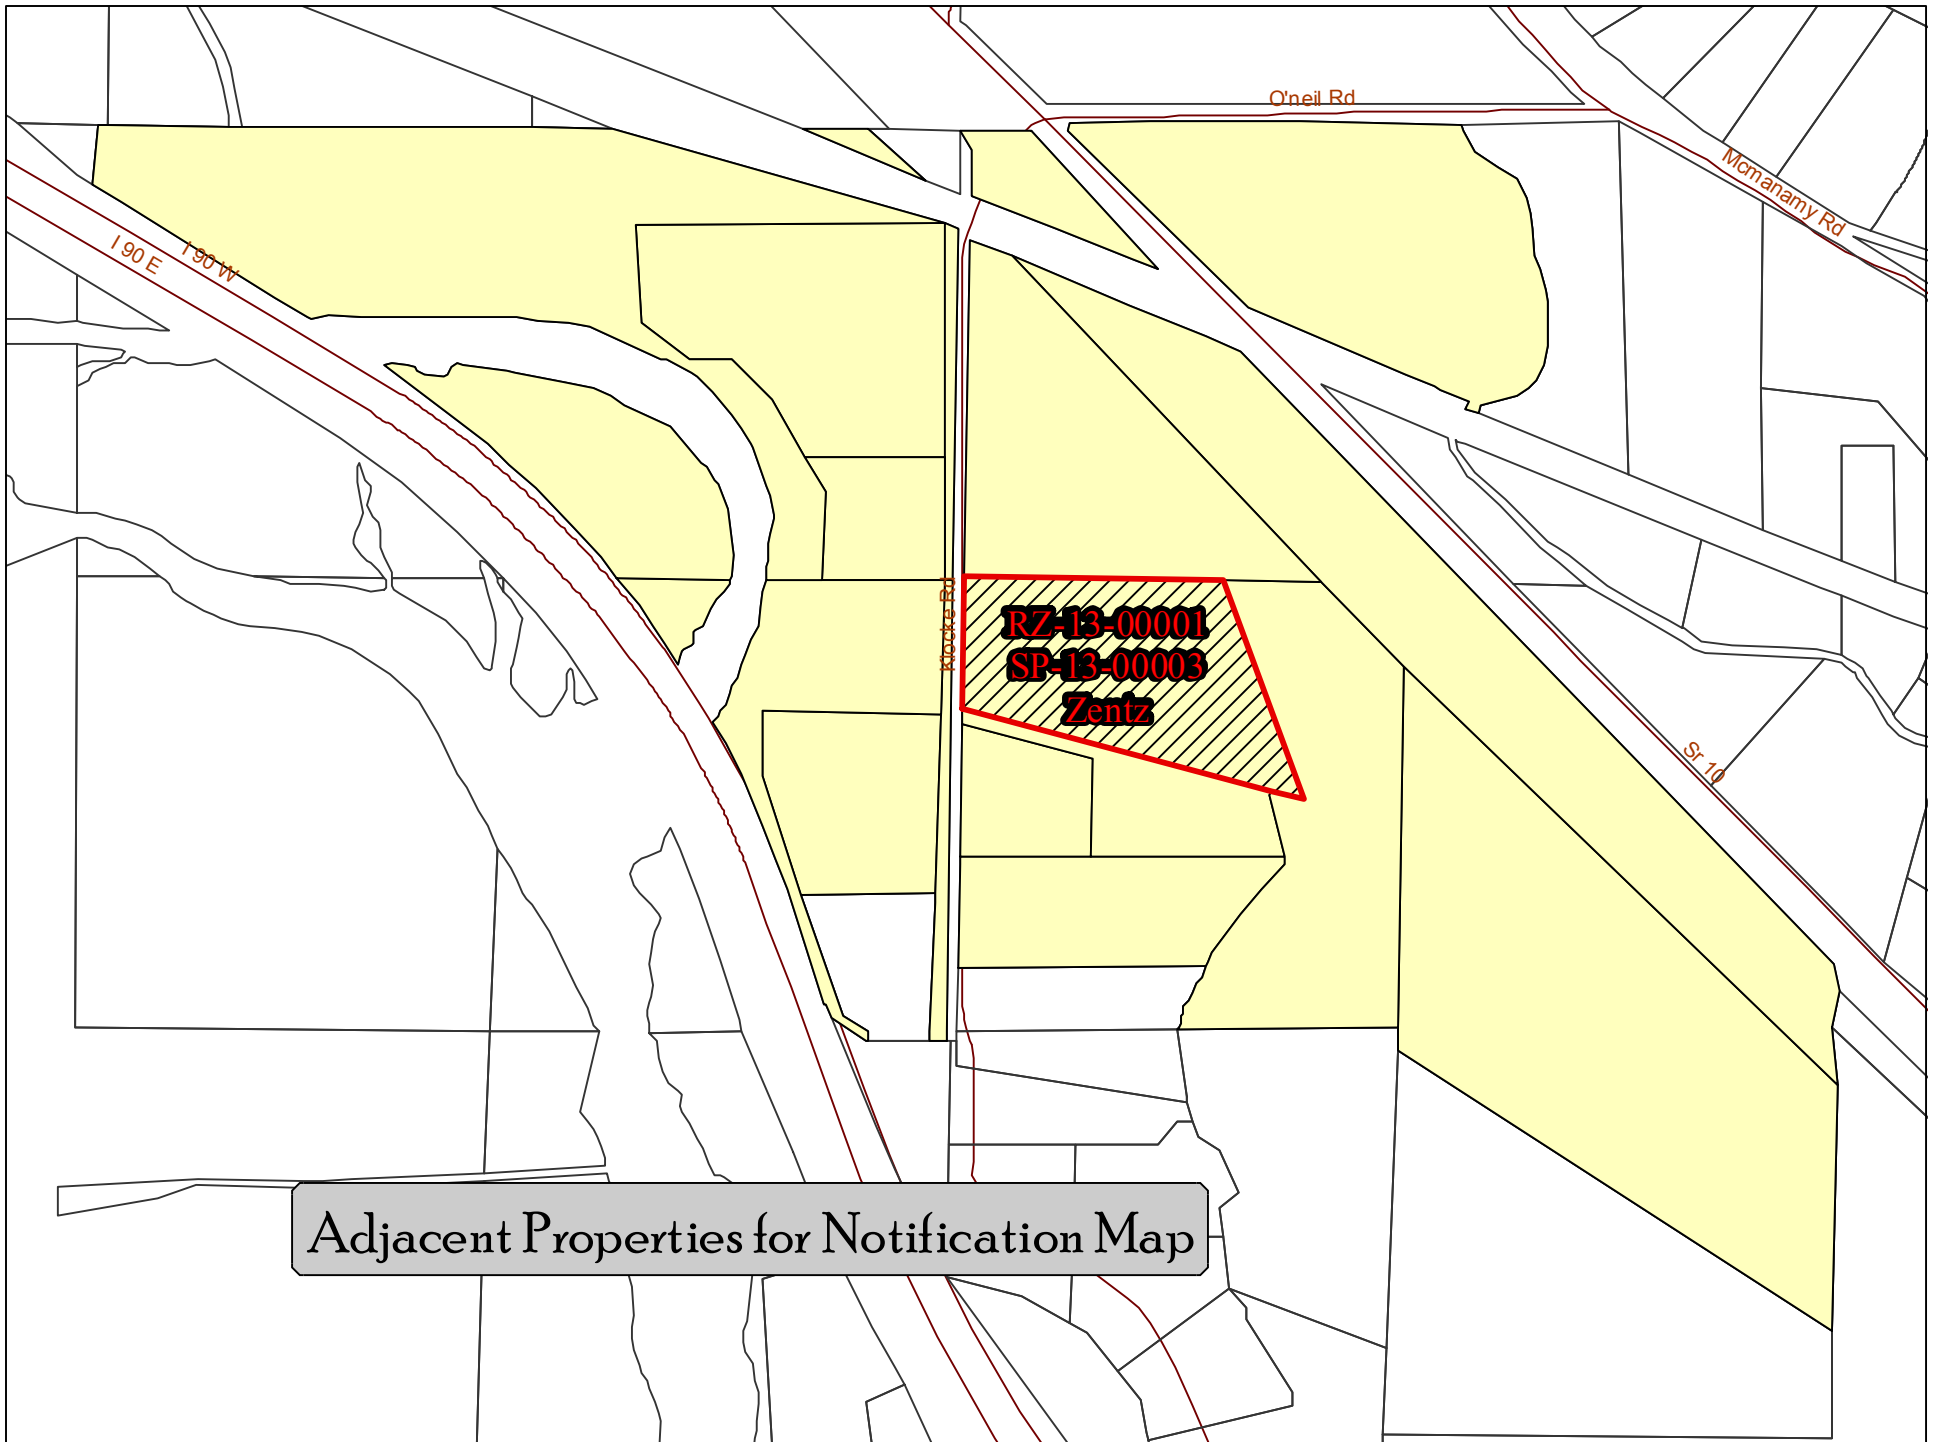 O'neil Rd
Mcmanamy Rd
I 90 E
I 90 W
Klocke Rd
RZ-13-00001
SP-13-00003
Zentz
Sr 10
Adjacent Properties for Notification Map